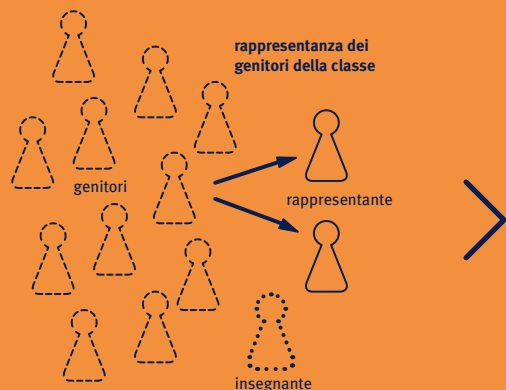 rappresentanza dei
genitori della classe
genitori
rappresentante
insegnante